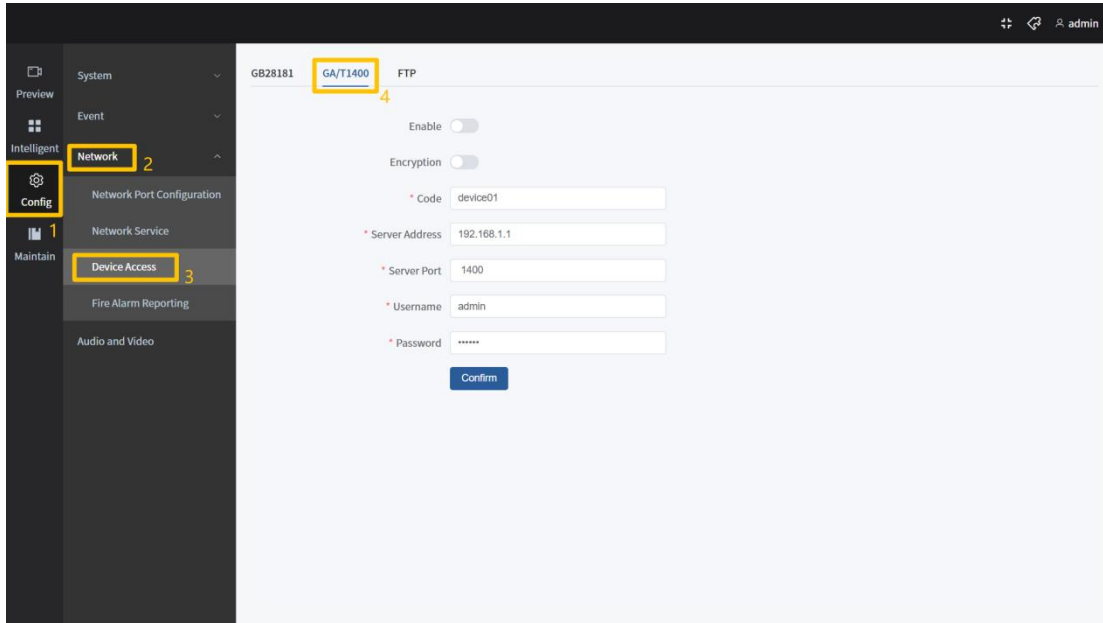 admin
Preview
Intelligent
Config
1
Maintain
System
Event
Network
2
Network Port Configuration
Network Service
Device Access
3
Fire Alarm Reporting
Audio and Video
GB28181 GA/T1400 FTP
4
Enable
Encryption
* Code device01
* Server Address 192.168.1.1
* Server Port 1400
* Username admin
* Password ••••••
Confirm